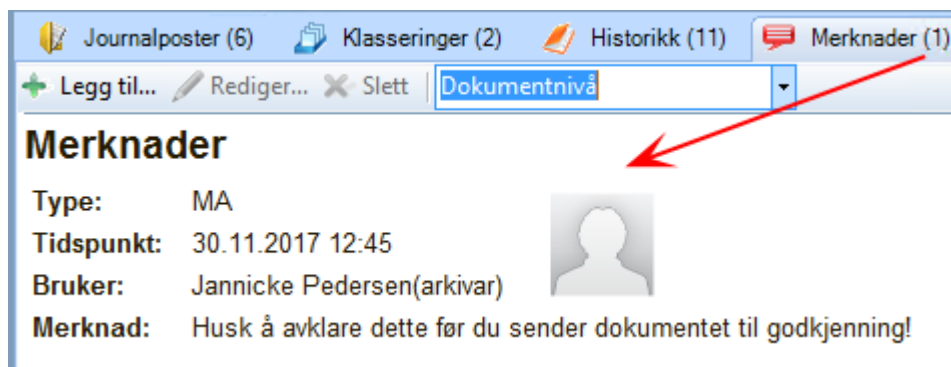 Journalposter (6) Klasseringer (2) Historikk (11) Merknader (1)
Legg til... Rediger... Slett Dokumentnivå
Merknader
Type: MA
Tidspunkt: 30.11.2017 12:45
Bruker: Jannicke Pedersen(arkivar)
Merknad: Husk å avklare dette før du sender dokumentet til godkjenning!